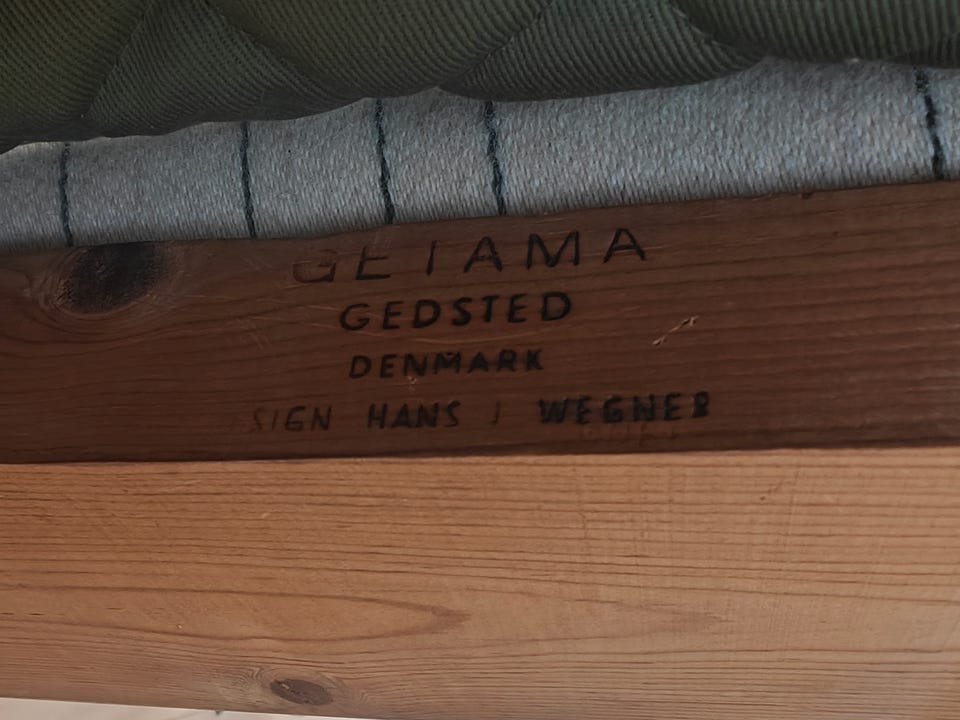 GETAMA
GEDSTED
DENMARK
SIGN HANS J WEGNER